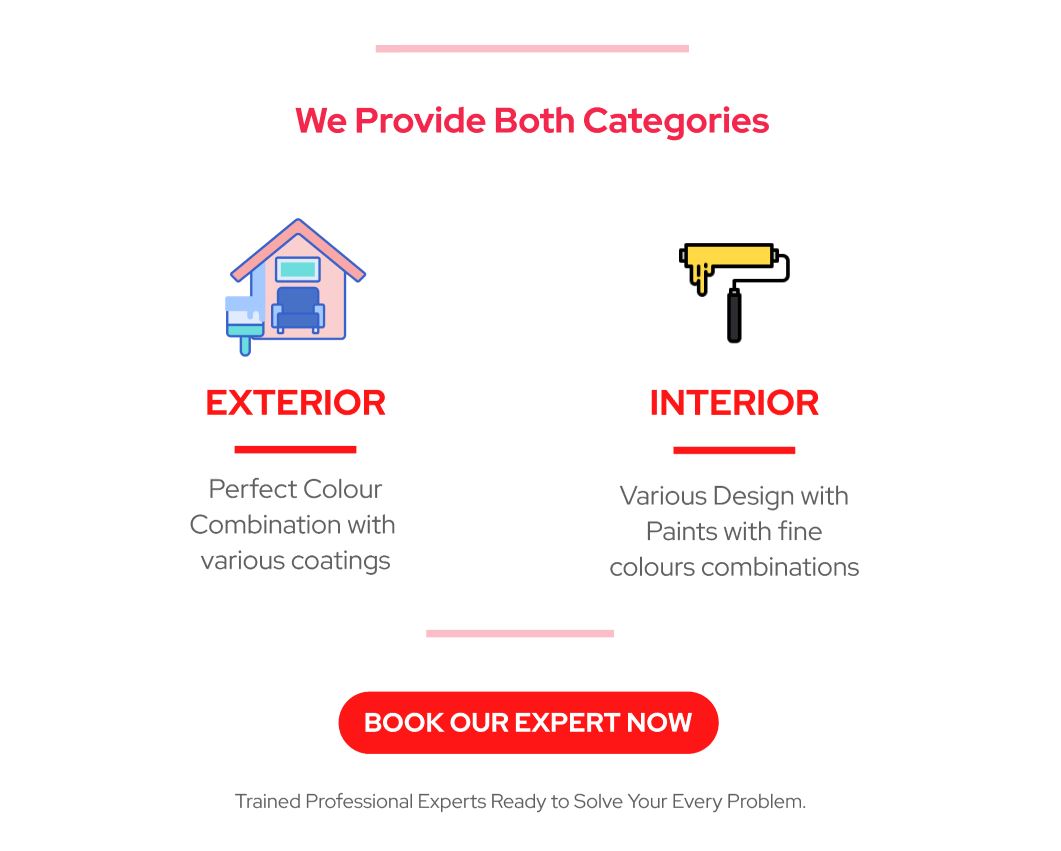 We Provide Both Categories
EXTERIOR
Perfect Colour
Combination with
various coatings
INTERIOR
Various Design with
Paints with fine
colours combinations
BOOK OUR EXPERT NOW
Trained Professional Experts Ready to Solve Your Every Problem.